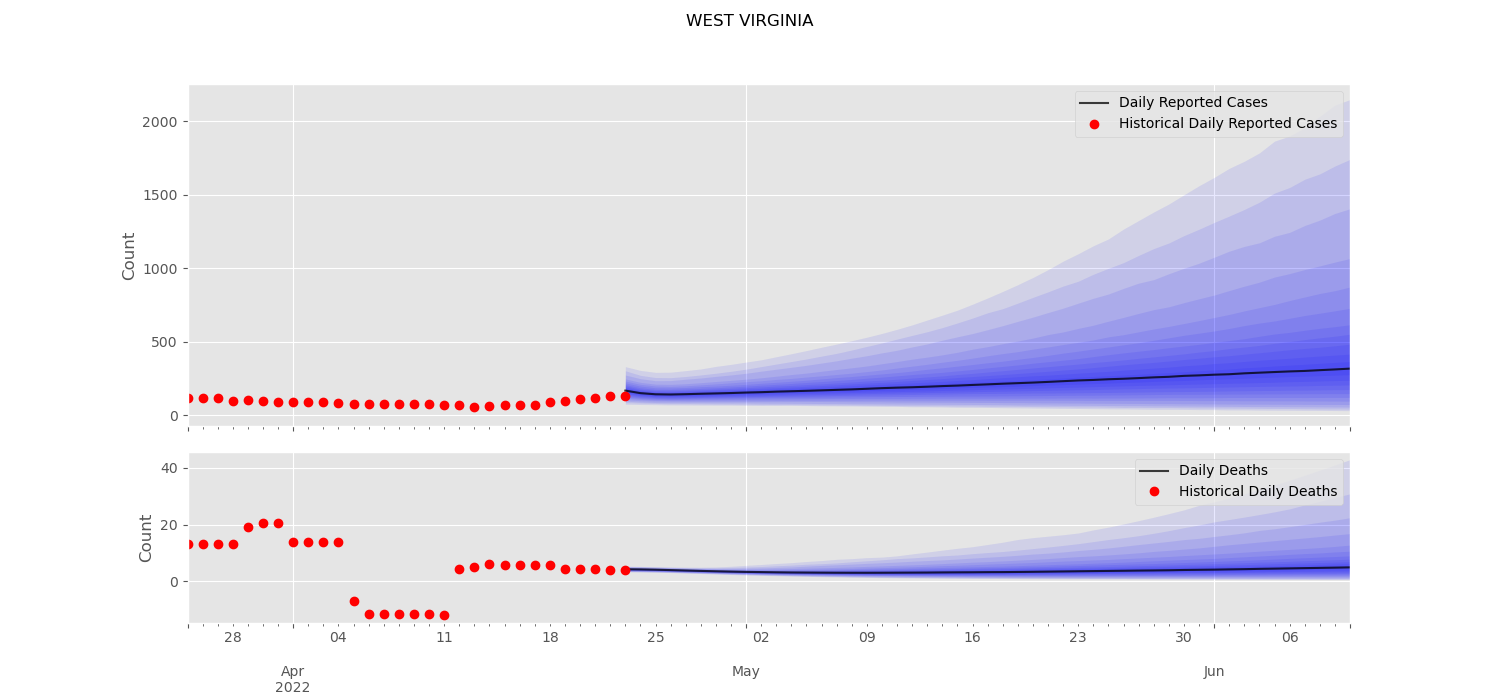 WEST VIRGINIA
Daily Reported Cases
Historical Daily Reported Cases
2000
1500
1000
500
0
Count
Daily Deaths
Historical Daily Deaths
40
20
0
Count
28 04 11 18 25 02 09 16 23 30 06
Apr May Jun
2022